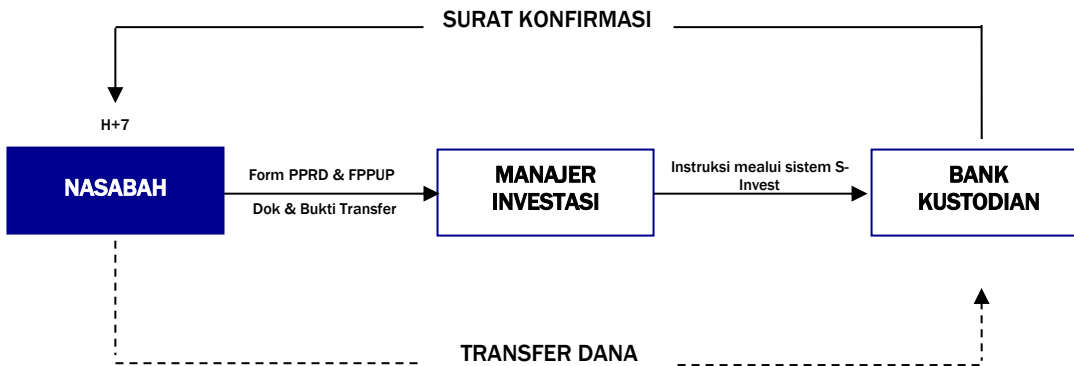 SURAT KONFIRMASI
H+7
NASABAH
Form PPRD & FPPUP
Dok & Bukti Transfer
MANAJER
INVESTASI
Instruksi mealui sistem S-
Invest
BANK
KUSTODIAN
TRANSFER DANA